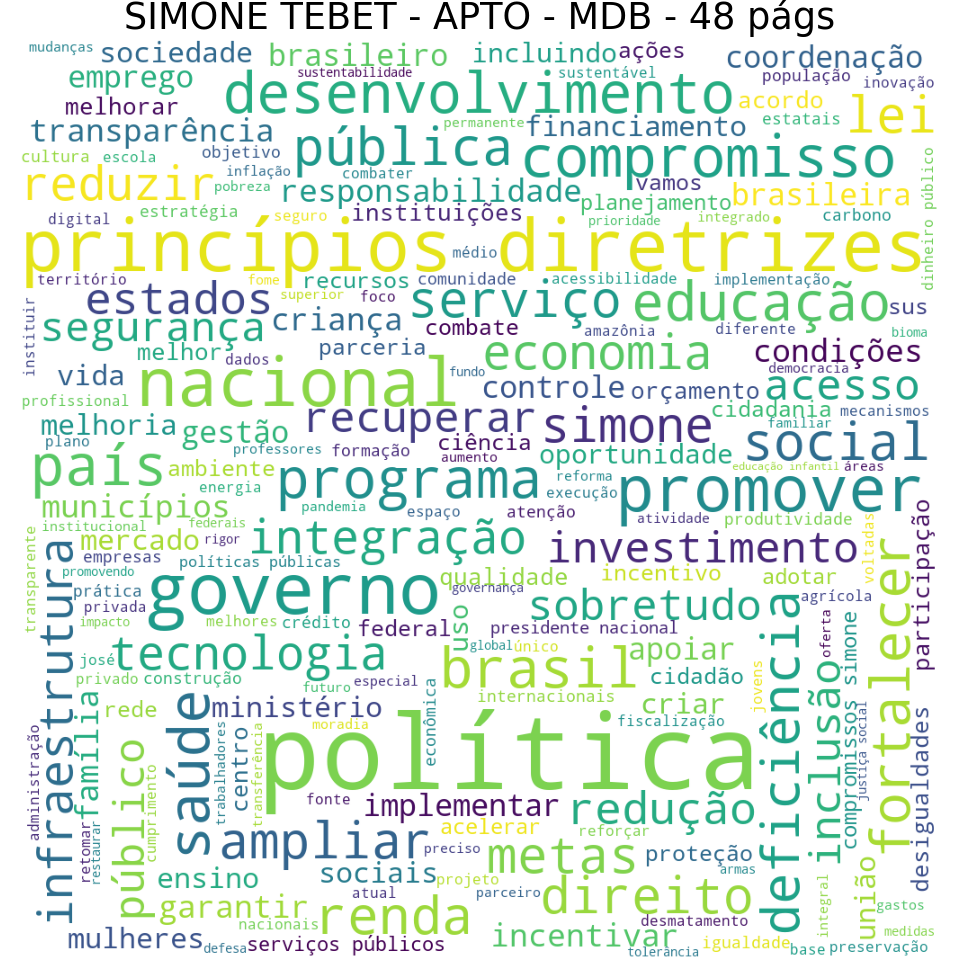 SIMONE TEBET - APTO - MDB - 48 págs
mudanças sociedade brasileiro incluindo ações coordenação
emprego sustentabilidade desenvolvimento sustentável população inovação
melhorar acordo lei
transparência permanente financiamento estatais
cultura escola objetivo pública compromisso
inflação combater
reduzir pobreza responsabilidade vamos brasileira dinheiro público
estratégia planejamento
digital seguro instituições prioridade integrado carbono
princípios diretrizes
médio
território fome recursos comunidade acessibilidade implementação
estados superior foco serviço educação sus
instituir segurança criança combate amazônia diferente bioma
melhor dados parceria economia condições
vida nacional fundo democracia
profissional controle orçamento acesso
melhoria recuperar simone cidadania mecanismos
gestão familiar
plano professores formação ciência oportunidade social
país ambiente aumento educação infantil áreas
energia programa reforma promover
municípios pandemia espaço execução
institucional federais atenção atividade produtividade
transparente mercado rigor integração investimento voltadas participação
empresas políticas públicas
promovendo qualidade incentivo adotar
prática governo governança agrícola
privada sobretudo
impacto melhores crédito federal uso presidente nacional oferta
infraestrutura josé tecnologia global único apoiar deficiência simone fortalecer
privado construção brasil cidadão jovens
futuro especial internacionais
família rede saúde ministério econômica criar inclusão
moradia fiscalização
administração público centro trabalhadores transferência política compromissos justiça social desigualdades
retomar restaurar cumprimento fonte implementar redução
ampliar acelerar reforçar
preciso metas proteção
ensino sociais projeto armas união
atual parceiro direito integral
garantir renda gastos
nacionais desmatamento
mulheres defesa serviços públicos incentivar igualdade medidas
tolerância base preservação